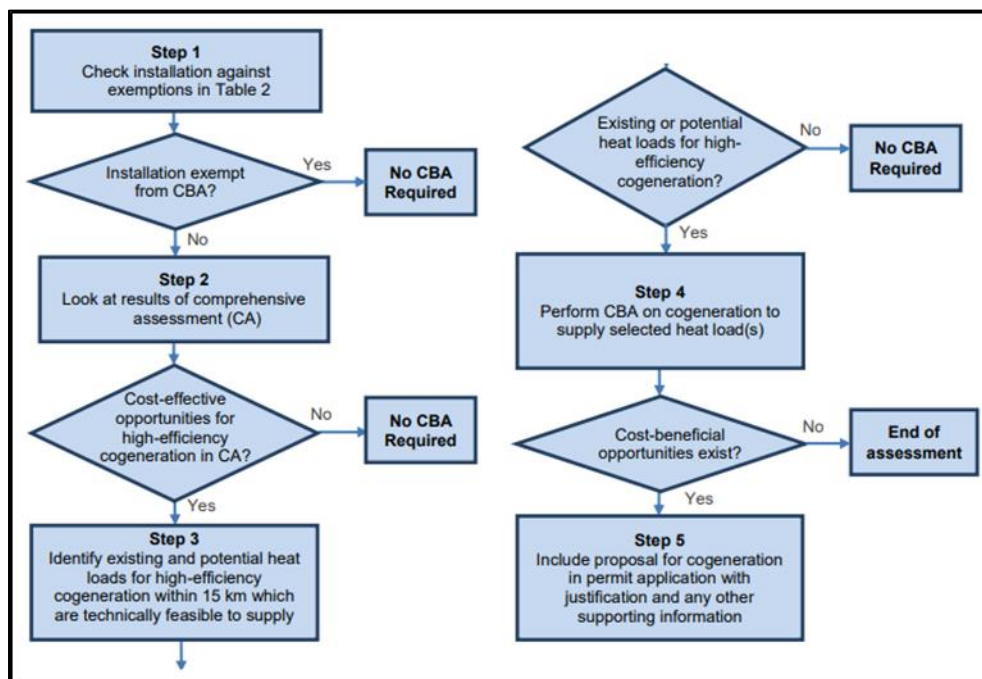 Step 1
Check installation against
exemptions in Table 2
Installation exempt
from CBA?
Yes
No CBA
Required
No
Step 2
Look at results of comprehensive
assessment (CA)
Cost-effective
opportunities for
high-efficiency
cogeneration in CA?
No
No CBA
Required
Yes
Step 3
Identify existing and potential heat
loads for high-efficiency
cogeneration within 15 km which
are technically feasible to supply
Existing or potential
heat loads for high-
efficiency
cogeneration?
No
No CBA
Required
Yes
Step 4
Perform CBA on cogeneration to
supply selected heat load(s)
Cost-beneficial
opportunities exist?
No
End of
assessment
Yes
Step 5
Include proposal for cogeneration
in permit application with
justification and any other
supporting information